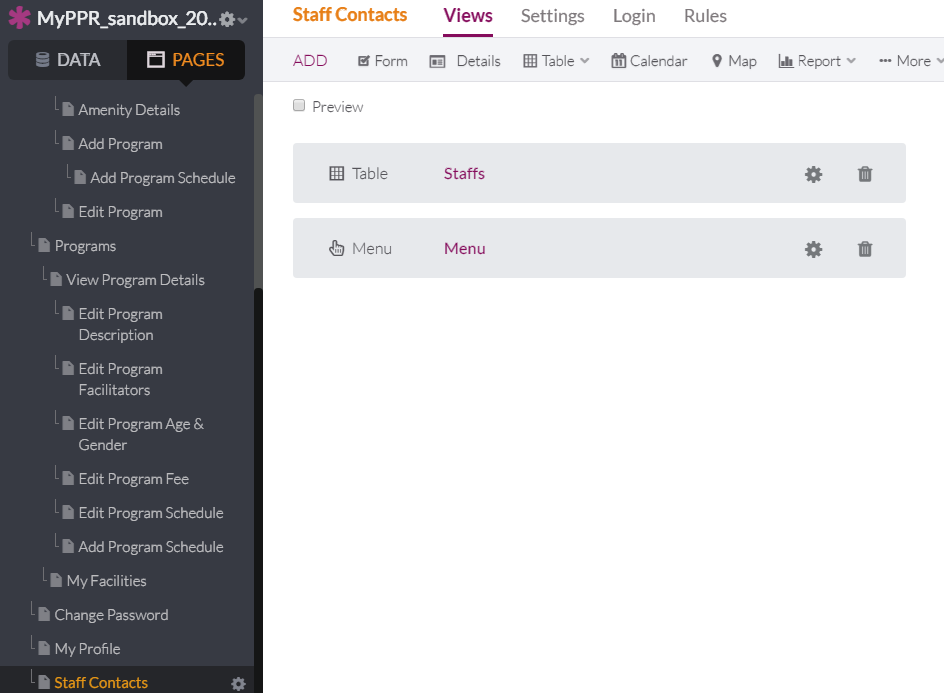 MyPPR_sandbox_20..
DATA
PAGES
Amenity Details
Add Program
Add Program Schedule
Edit Program
Programs
View Program Details
Edit Program
Description
Edit Program
Facilitators
Edit Program Age &
Gender
Edit Program Fee
Edit Program Schedule
Add Program Schedule
My Facilities
Change Password
My Profile
Staff Contacts
Staff Contacts
Views
Settings
Login
Rules
ADD
Form
Details
Table
Calendar
Map
Report
More
Preview
Table
Staffs
Menu
Menu